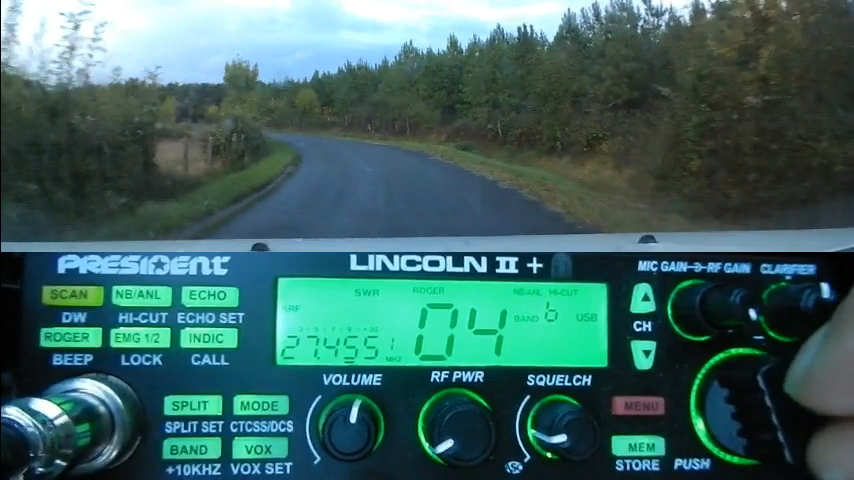 PRESIDENT LINCOLN II +
MIC GAIN RF GAIN CLARIFIER
SCAN NB/ANL ECHO
DW HI-CUT ECHO SET
ROGER EMG 1/2 INDIC
BEEP LOCK CALL
SWR ROGER NB/ANL HI-CUT
RF
04 BAND b USB
27.455 MHZ
CH
VOLUME RF PWR SQUELCH
SPLIT MODE
SPLIT SET CTCSS/DCS
BAND VOX
+10KHZ VOX SET
MENU
MEM
STORE PUSH